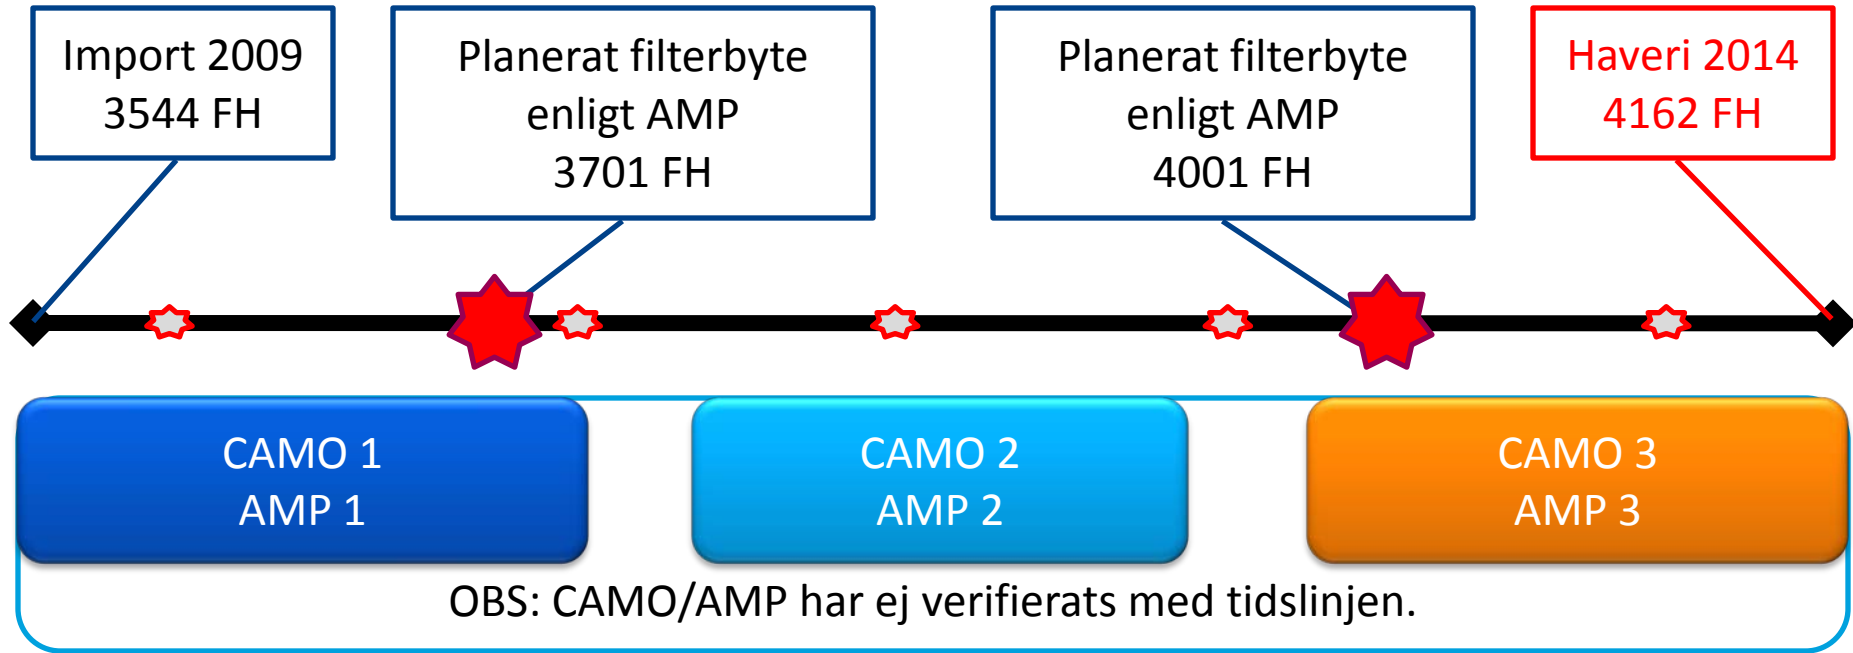 Import 2009
3544 FH
Planerat filterbyte
enligt AMP
3701 FH
Planerat filterbyte
enligt AMP
4001 FH
Haveri 2014
4162 FH
CAMO 1
AMP 1
CAMO 2
AMP 2
CAMO 3
AMP 3
OBS: CAMO/AMP har ej verifierats med tidslinjen.